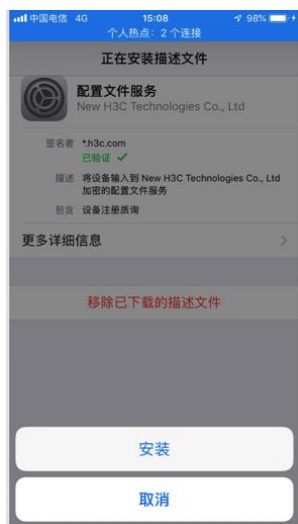 中国电信 4G 15:08 98%
个人热点：2 个连接
正在安装描述文件
配置文件服务
New H3C Technologies Co., Ltd
签名者 *.h3c.com
已验证 ✓
描述 将设备输入到 New H3C Technologies Co., Ltd
加密的配置文件服务
包含 设备注册质询
更多详细信息
移除已下载的描述文件
安装
取消